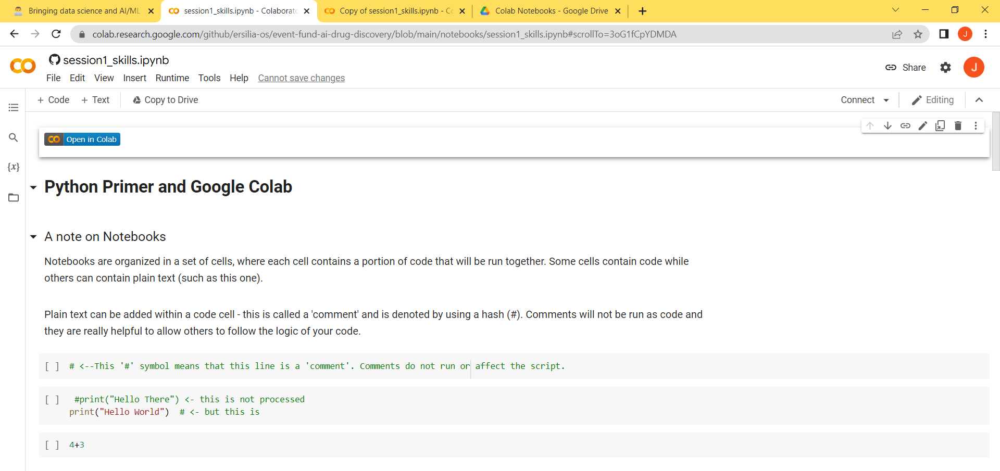 Bringing data science and AI/ML
session1_skills.ipynb - Colaborato
Copy of session1_skills.ipynb - Co
Colab Notebooks - Google Drive
colab.research.google.com/github/ersilia-os/event-fund-ai-drug-discovery/blob/main/notebooks/session1_skills.ipynb#scrollTo=3oG1fCpYDMDA
J
session1_skills.ipynb
File Edit View Insert Runtime Tools Help Cannot save changes
Share
J
+ Code + Text Copy to Drive
Connect Editing
{x}
CO Open in Colab
Python Primer and Google Colab
A note on Notebooks
Notebooks are organized in a set of cells, where each cell contains a portion of code that will be run together. Some cells contain code while
others can contain plain text (such as this one).
Plain text can be added within a code cell - this is called a 'comment' and is denoted by using a hash (#). Comments will not be run as code and
they are really helpful to allow others to follow the logic of your code.
[ ] # <--This '#' symbol means that this line is a 'comment'. Comments do not run or affect the script.
[ ] #print("Hello There") <- this is not processed
print("Hello World") # <- but this is
[ ] 4+3